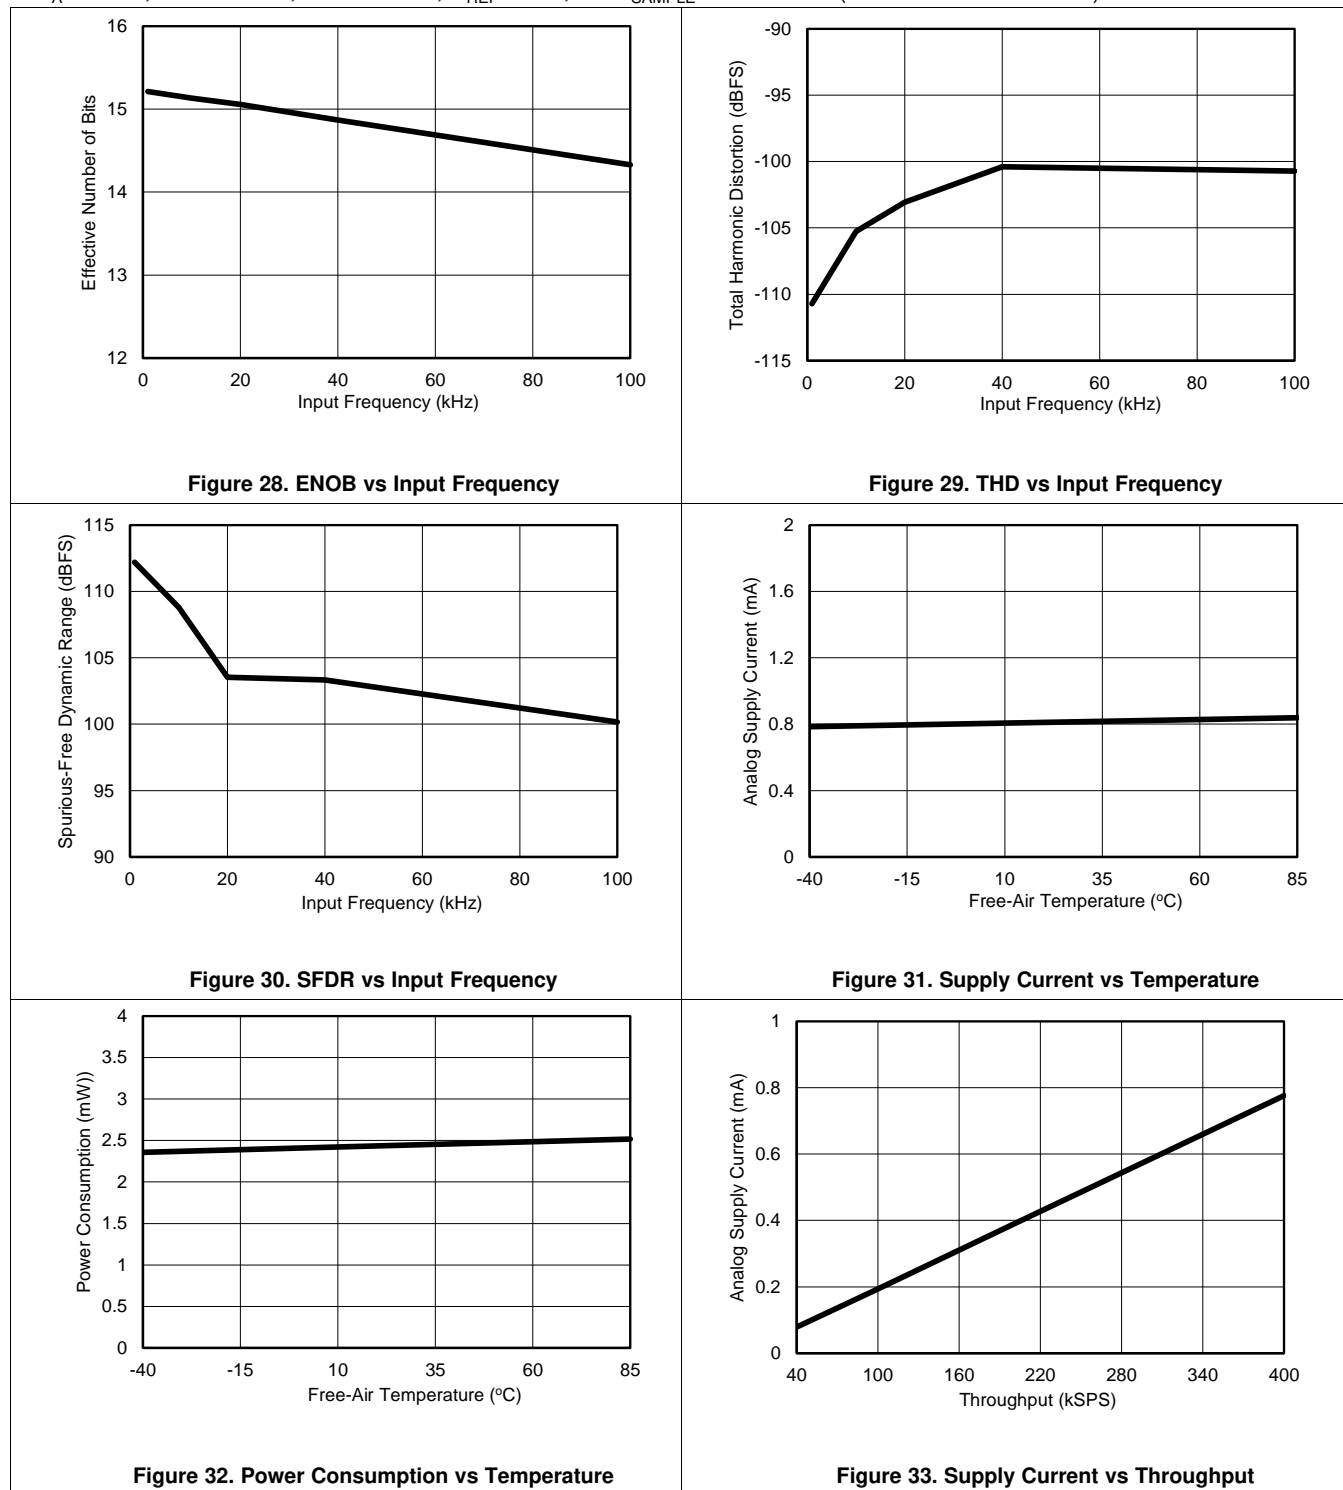 A
REF
SAMPLE
16
15
14
13
12
Effective Number of Bits
0 20 40 60 80 100
Input Frequency (kHz)
Figure 28. ENOB vs Input Frequency
-90
-95
-100
-105
-110
-115
Total Harmonic Distortion (dBFS)
0 20 40 60 80 100
Input Frequency (kHz)
Figure 29. THD vs Input Frequency
115
110
105
100
95
90
Spurious-Free Dynamic Range (dBFS)
0 20 40 60 80 100
Input Frequency (kHz)
Figure 30. SFDR vs Input Frequency
2
1.6
1.2
0.8
0.4
0
Analog Supply Current (mA)
-40 -15 10 35 60 85
Free-Air Temperature (°C)
Figure 31. Supply Current vs Temperature
4
3.5
3
2.5
2
1.5
1
0.5
0
Power Consumption (mW))
-40 -15 10 35 60 85
Free-Air Temperature (°C)
Figure 32. Power Consumption vs Temperature
1
0.8
0.6
0.4
0.2
0
Analog Supply Current (mA)
40 100 160 220 280 340 400
Throughput (kSPS)
Figure 33. Supply Current vs Throughput